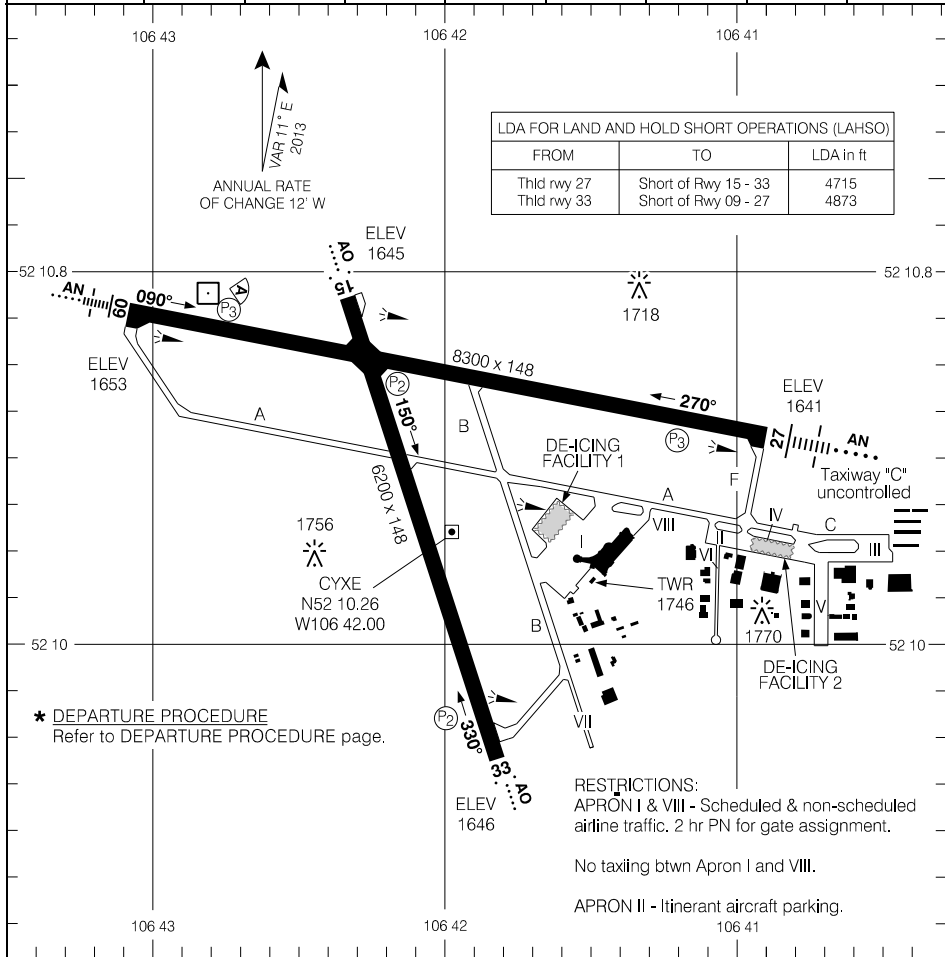 106 43
106 42
106 41
VAR 11° E
2013
ANNUAL RATE
OF CHANGE 12' W
LDA FOR LAND AND HOLD SHORT OPERATIONS (LAHSO)
FROM TO LDA in ft
Thld rwy 27 Short of Rwy 15 - 33 4715
Thld rwy 33 Short of Rwy 09 - 27 4873
ELEV
1645
AO
15
52 10.8
52 10.8
AN
09
090°
A
P3
1718
ELEV
1653
8300 x 148
P2
150°
270°
ELEV
1641
27
AN
P3
A
B
6200 x 148
DE-ICING
FACILITY 1
F
Taxiway "C"
uncontrolled
A
IV
C
VIII
II
III
I
VI
V
1756
CYXE
N52 10.26
W106 42.00
TWR
1746
1770
B
52 10
52 10
DE-ICING
FACILITY 2
* DEPARTURE PROCEDURE
Refer to DEPARTURE PROCEDURE page.
P2
330°
VII
33
AO
ELEV
1646
RESTRICTIONS:
APRON I & VIII - Scheduled & non-scheduled
airline traffic. 2 hr PN for gate assignment.
No taxiing btwn Apron I and VIII.
APRON II - Itinerant aircraft parking.
106 43
106 42
106 41